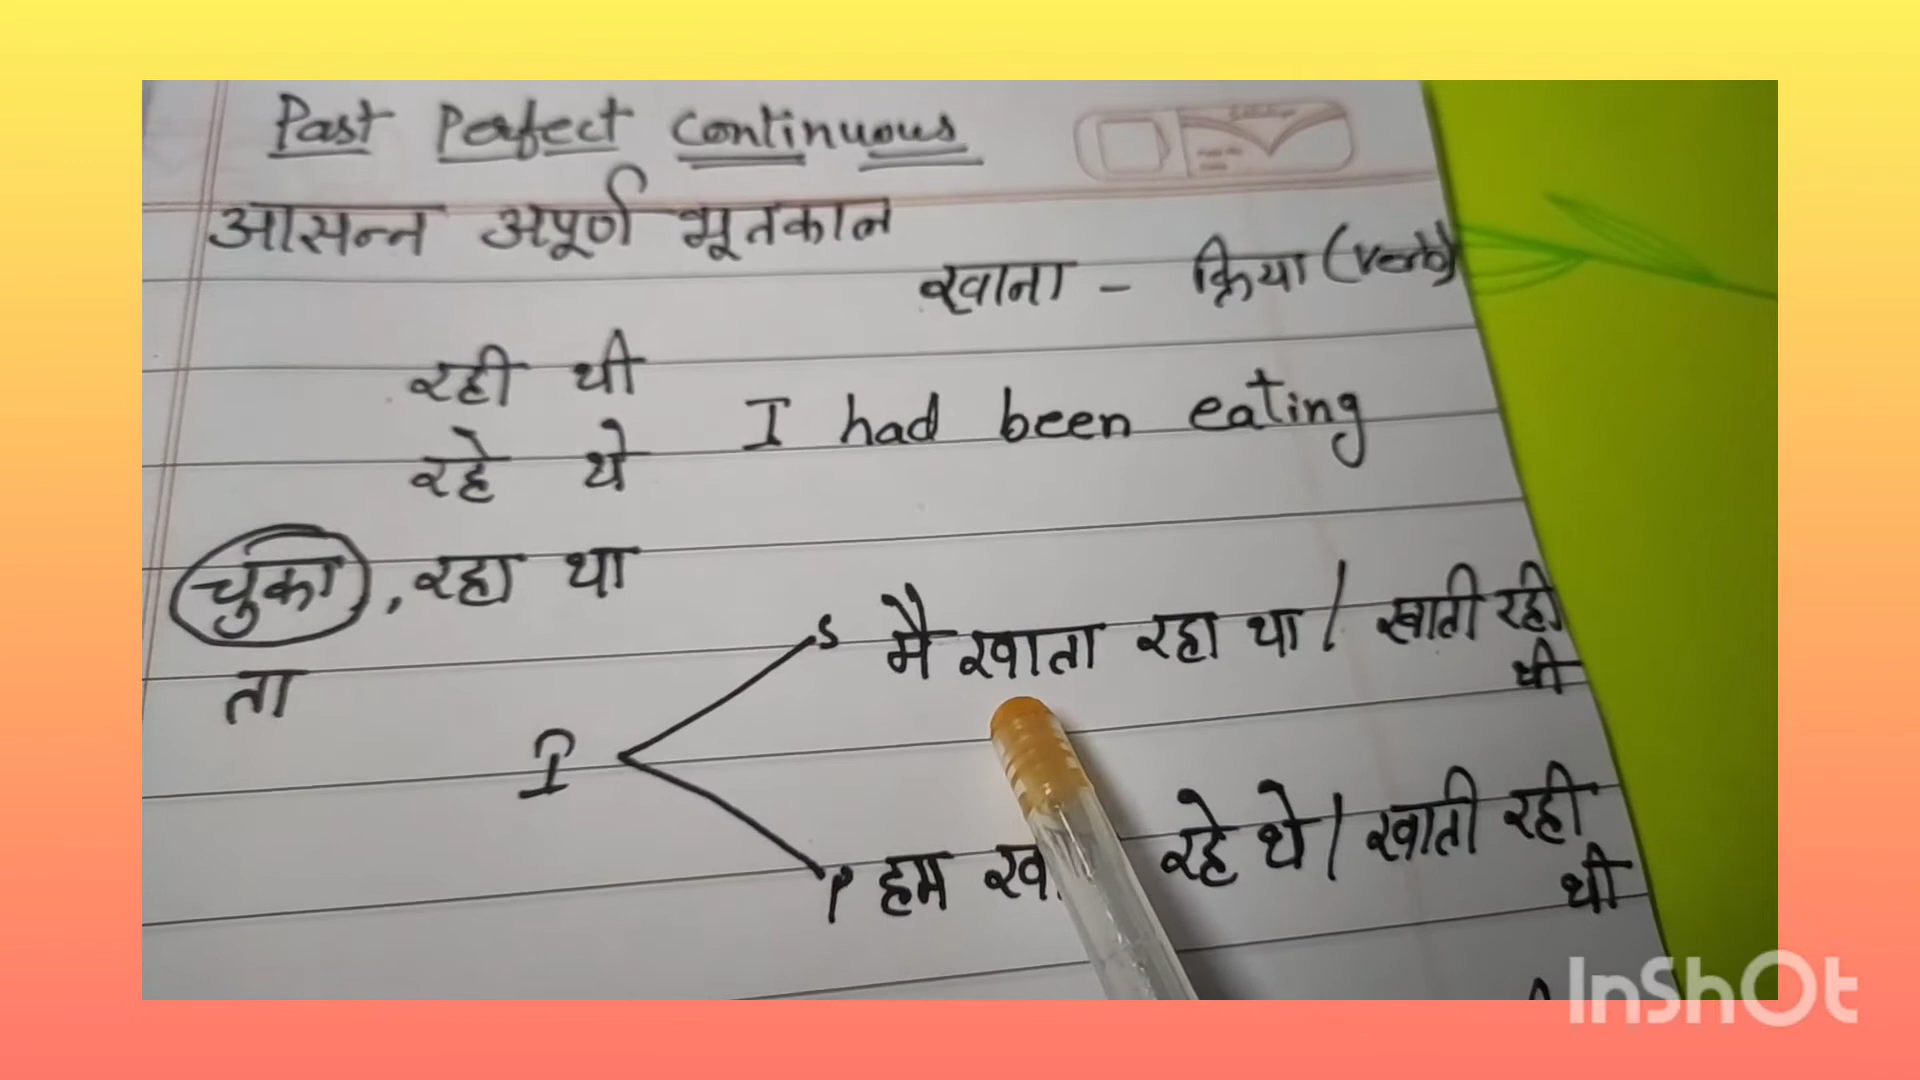 Past Perfect Continuous
आसन्न अपूर्ण भूतकाल
खाना - क्रिया (verb)
रही थी
I had been eating
रहे थे
चुका, रहा था
S मै खाता रहा था / खाती रही
थी
ता
I
P हम रहे थे / खाती रही
थी
InShOt